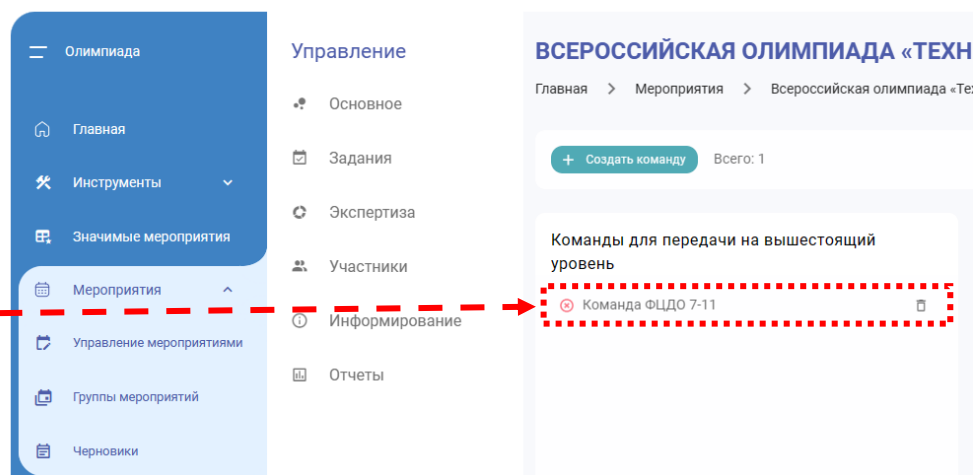 Олимпиада
Главная
Инструменты
Значимые мероприятия
Мероприятия
Управление мероприятиями
Группы мероприятий
Черновики
Управление
Основное
Задания
Экспертиза
Участники
Информирование
Отчеты
ВСЕРОССИЙСКАЯ ОЛИМПИАДА «ТЕХН
Главная > Мероприятия > Всероссийская олимпиада «Тех
+ Создать команду Всего: 1
Команды для передачи на вышестоящий
уровень
Команда ФЦДО 7-11